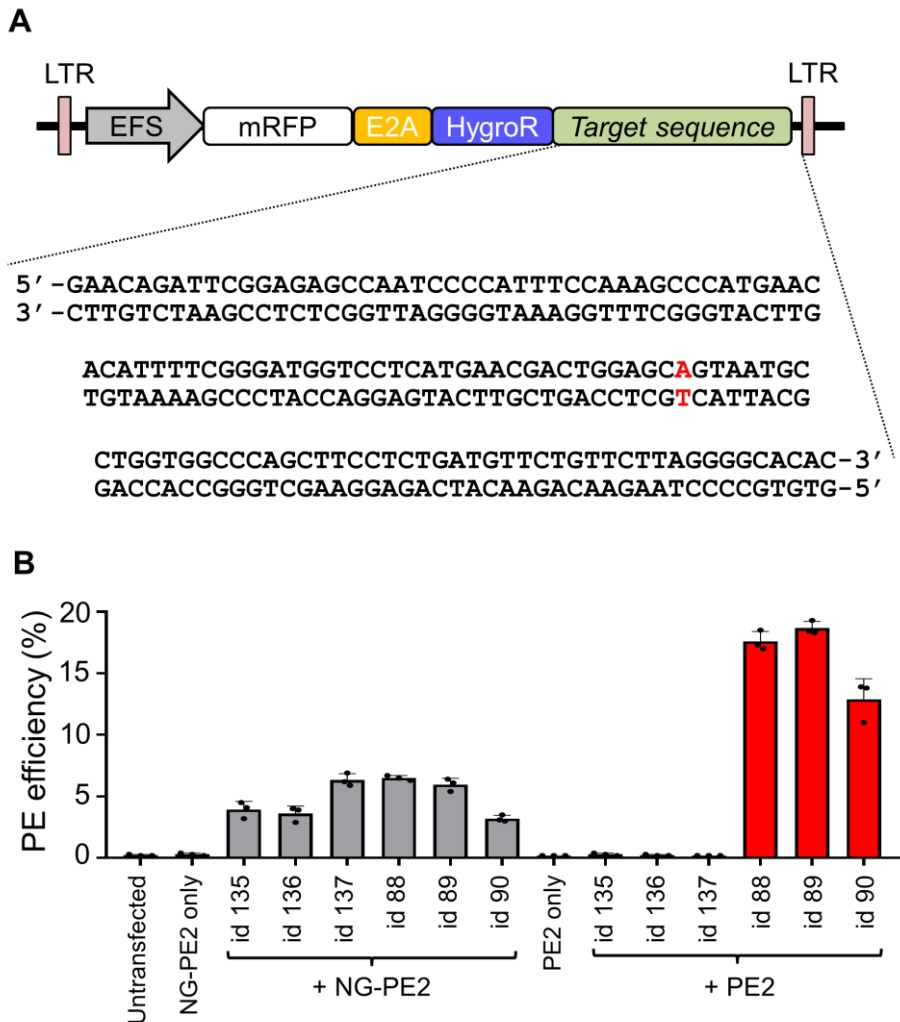 A
LTR LTR
EFS mRFP E2A HygroR Target sequence
5′-GAACAGATTCGGAGAGCCAATCCCCATTTCCAAAGCCCATGAAC
3′-CTTGTCTAAGCCTCTCGGTTAGGGGTAAAGGTTTCGGGTACTTG
ACATTTTCGGGATGGTCCTCATGAACGACTGGAGCAGTAATGC
TGTAAAAGCCCTACCAGGAGTACTTGCTGACCTCGTCATTACG
CTGGTGGCCCAGCTTCCTCTGATGTTCTGTTCTTAGGGGCACAC-3′
GACCACCGGGTCGAAGGAGACTACAAGACAAGAATCCCCGTGTG-5′
B
PE efficiency (%)
20
15
10
5
0
Untransfected
NG-PE2 only
id 135
id 136
id 137
id 88
id 89
id 90
PE2 only
id 135
id 136
id 137
id 88
id 89
id 90
+ NG-PE2
+ PE2